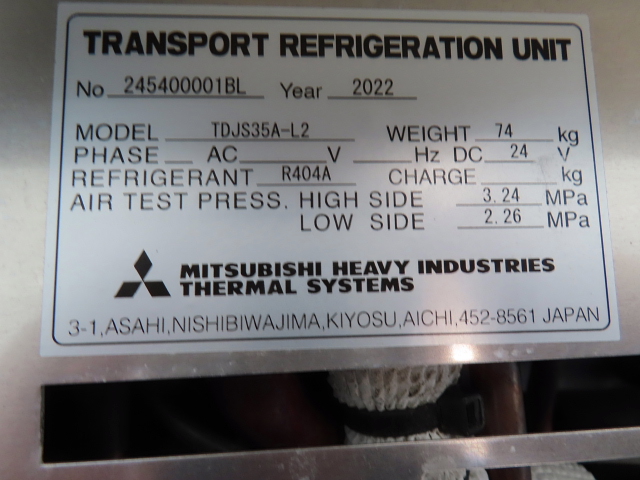 TRANSPORT REFRIGERATION UNIT
No 245400001BL Year 2022
MODEL TDJS35A-L2 WEIGHT 74 kg
PHASE AC V Hz DC 24 V
REFRIGERANT R404A CHARGE kg
AIR TEST PRESS. HIGH SIDE 3.24 MPa
LOW SIDE 2.26 MPa
MITSUBISHI HEAVY INDUSTRIES
THERMAL SYSTEMS
3-1,ASAHI,NISHIBIWAJIMA,KIYOSU,AICHI,452-8561 JAPAN